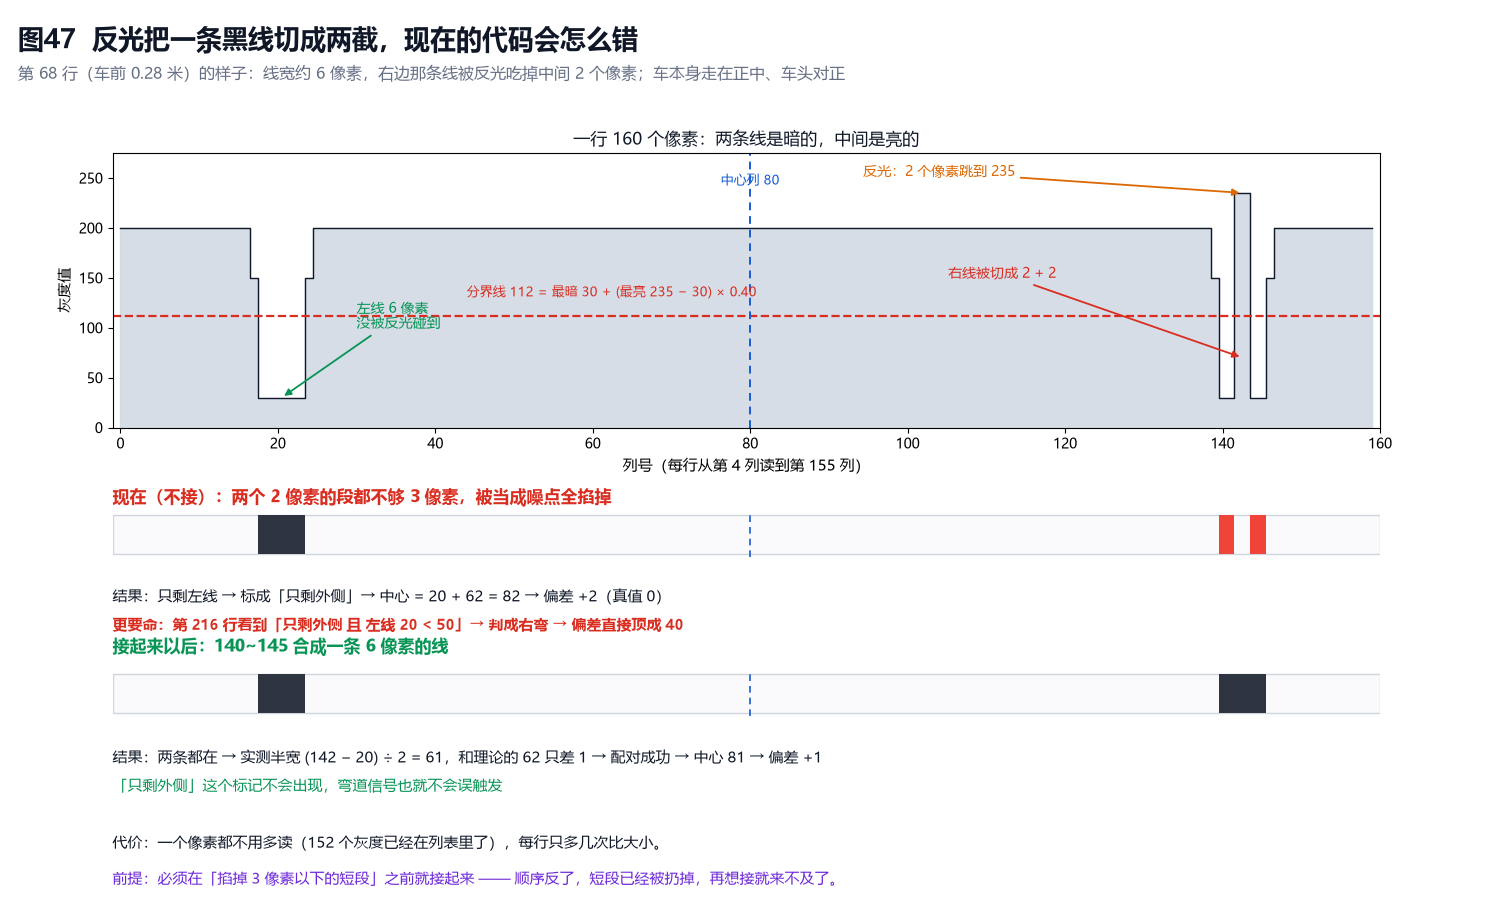 图47 反光把一条黑线切成两截，现在的代码会怎么错
第 68 行（车前 0.28 米）的样子：线宽约 6 像素，右边那条线被反光吃掉中间 2 个像素；车本身走在正中、车头对正
一行 160 个像素：两条线是暗的，中间是亮的
反光：2 个像素跳到 235
中心列 80
右线被切成 2 + 2
分界线 112 = 最暗 30 + (最亮 235 − 30) × 0.40
左线 6 像素
没被反光碰到
灰度值
250
200
150
100
50
0
0 20 40 60 80 100 120 140 160
列号（每行从第 4 列读到第 155 列）
现在（不接）：两个 2 像素的段都不够 3 像素，被当成噪点全掐掉
结果：只剩左线 → 标成「只剩外侧」→ 中心 = 20 + 62 = 82 → 偏差 +2（真值 0）
更要命：第 216 行看到「只剩外侧 且 左线 20 < 50」→ 判成右弯 → 偏差直接顶成 40
接起来以后：140~145 合成一条 6 像素的线
结果：两条都在 → 实测半宽 (142 − 20) ÷ 2 = 61，和理论的 62 只差 1 → 配对成功 → 中心 81 → 偏差 +1
「只剩外侧」这个标记不会出现，弯道信号也就不会误触发
代价：一个像素都不用多读（152 个灰度已经在列表里了），每行只多几次比大小。
前提：必须在「掐掉 3 像素以下的短段」之前就接起来 —— 顺序反了，短段已经被扔掉，再想接就来不及了。